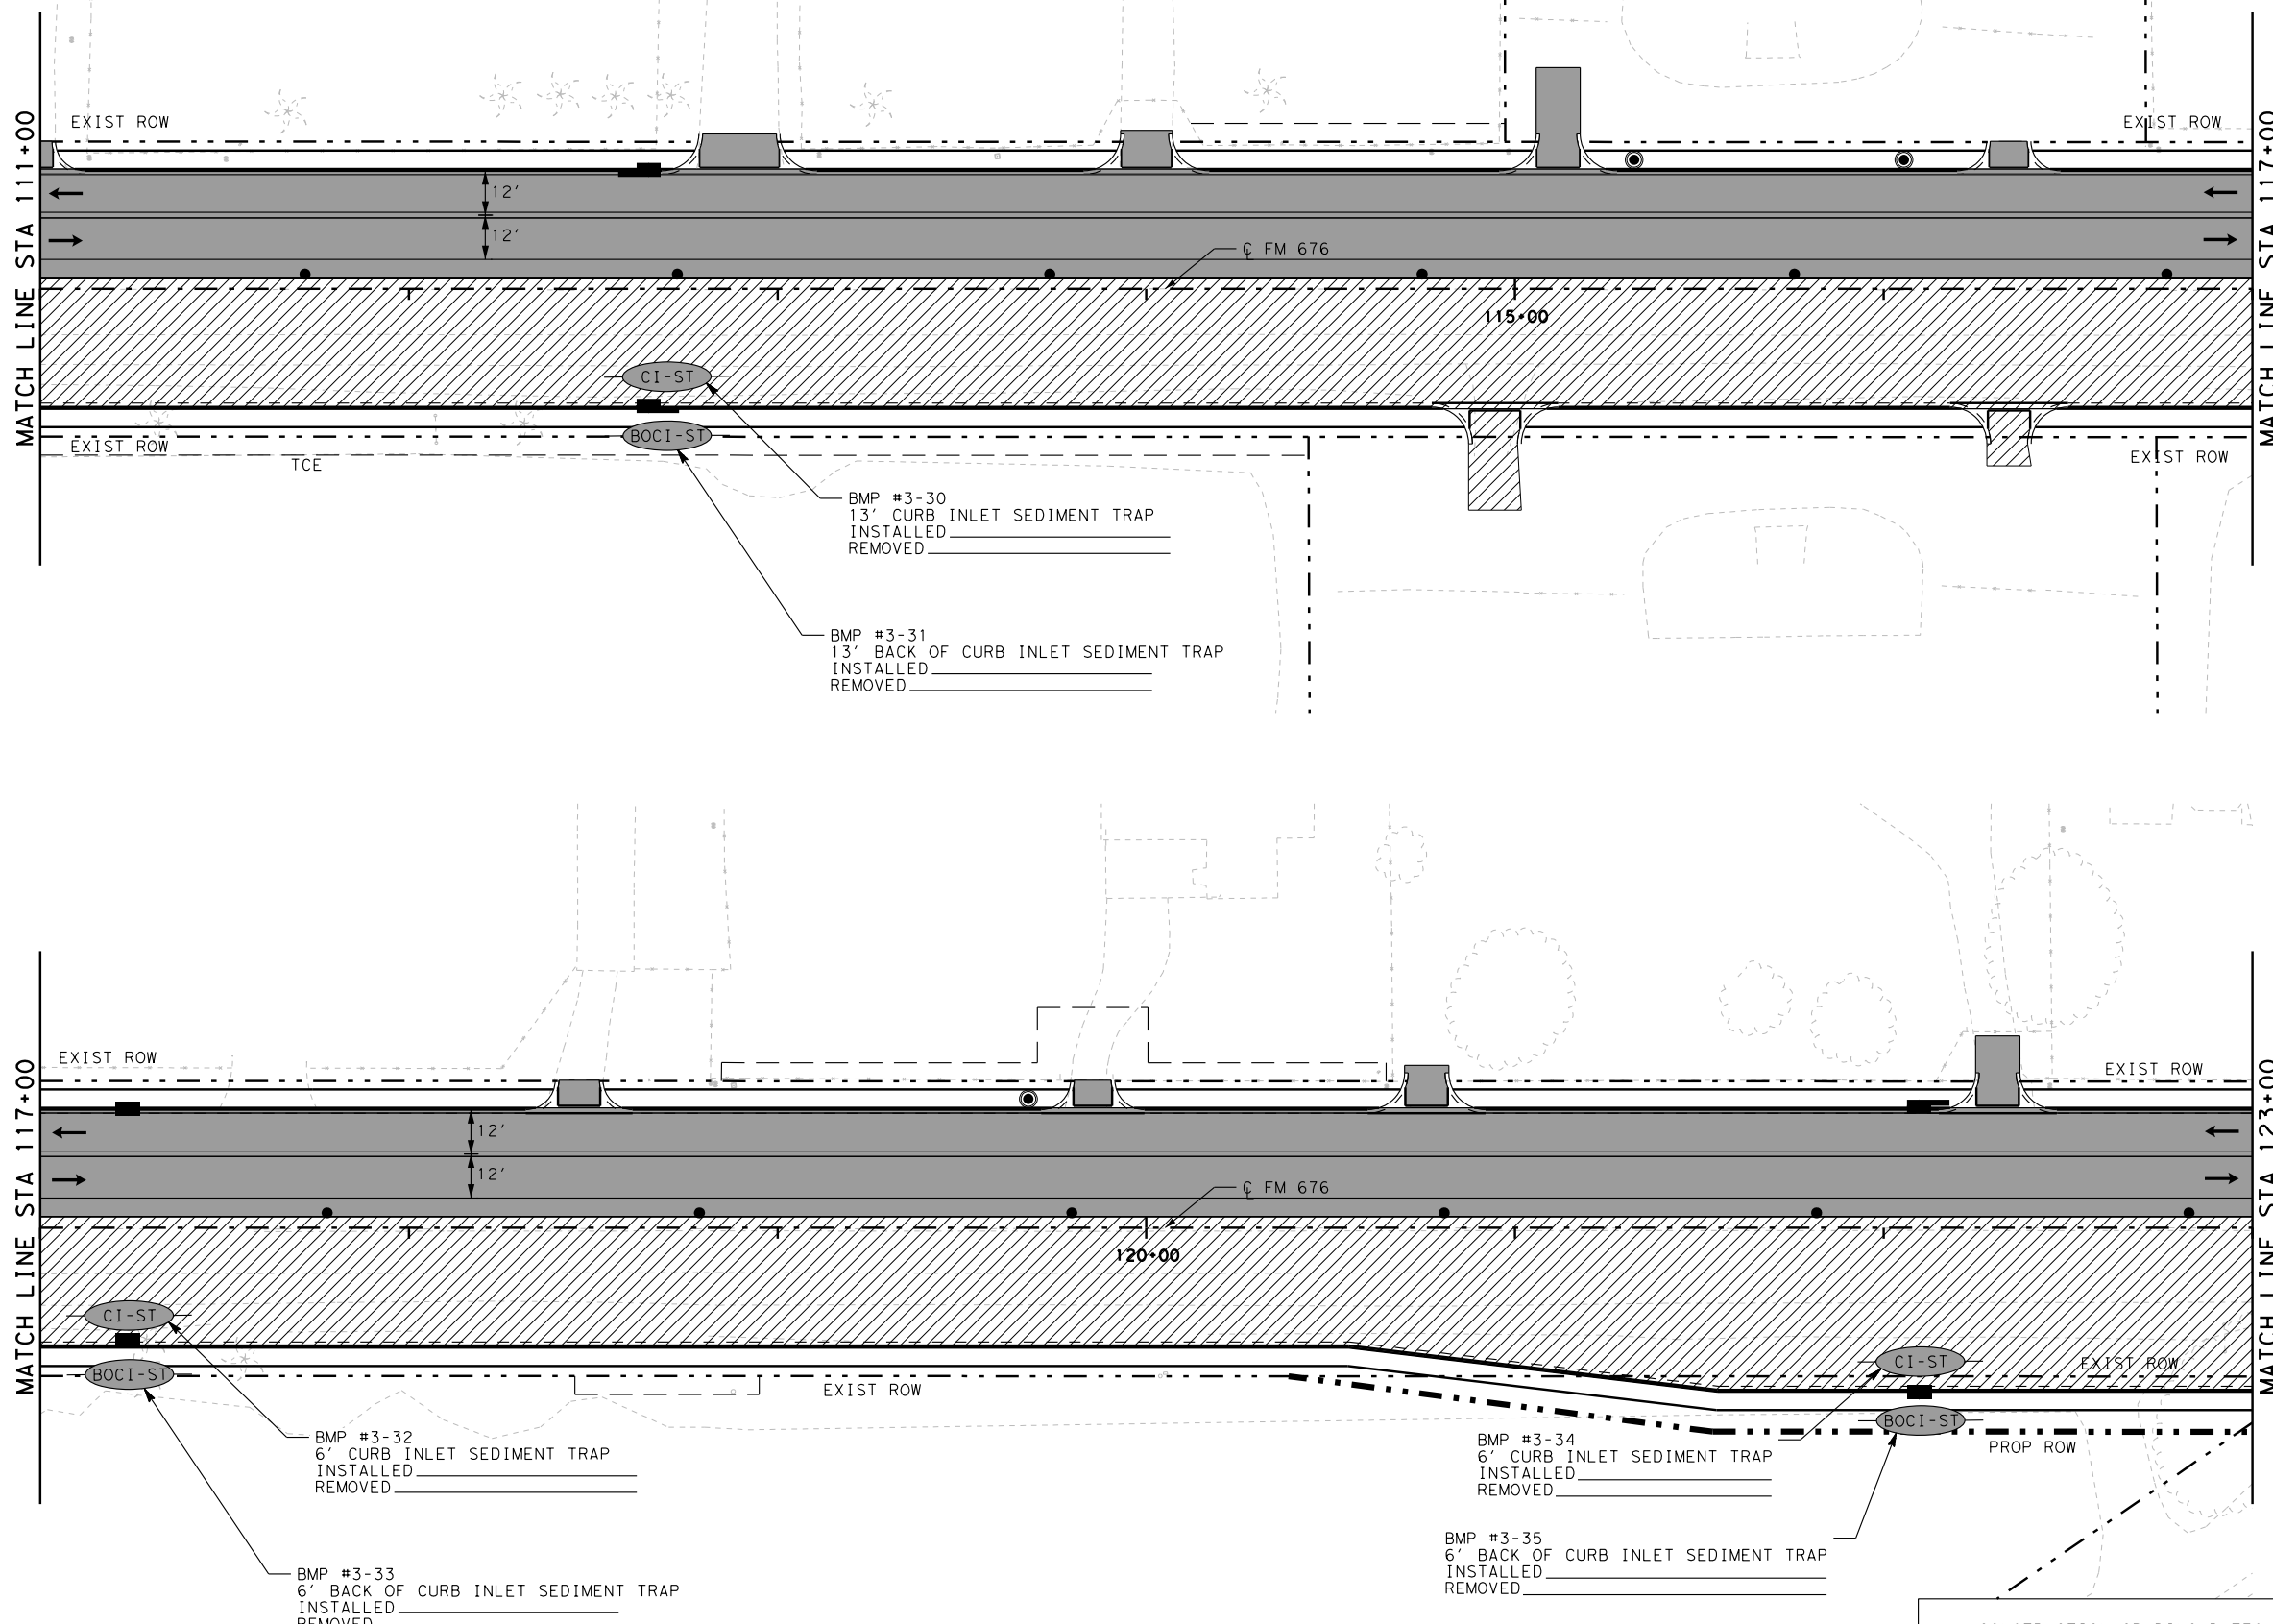 EXIST ROW
EXIST ROW
MATCH LINE STA 111+00
MATCH LINE STA 117+00
12'
12'
℄ FM 676
115+00
CI-ST
BOCI-ST
EXIST ROW
EXIST ROW
TCE
BMP #3-30
13' CURB INLET SEDIMENT TRAP
INSTALLED
REMOVED
BMP #3-31
13' BACK OF CURB INLET SEDIMENT TRAP
INSTALLED
REMOVED
EXIST ROW
EXIST ROW
MATCH LINE STA 117+00
MATCH LINE STA 123+00
12'
12'
℄ FM 676
120+00
CI-ST
BOCI-ST
CI-ST
EXIST ROW
EXIST ROW
BOCI-ST
PROP ROW
BMP #3-32
6' CURB INLET SEDIMENT TRAP
INSTALLED
REMOVED
BMP #3-34
6' CURB INLET SEDIMENT TRAP
INSTALLED
REMOVED
BMP #3-35
6' BACK OF CURB INLET SEDIMENT TRAP
INSTALLED
REMOVED
BMP #3-33
6' BACK OF CURB INLET SEDIMENT TRAP
INSTALLED
REMOVED